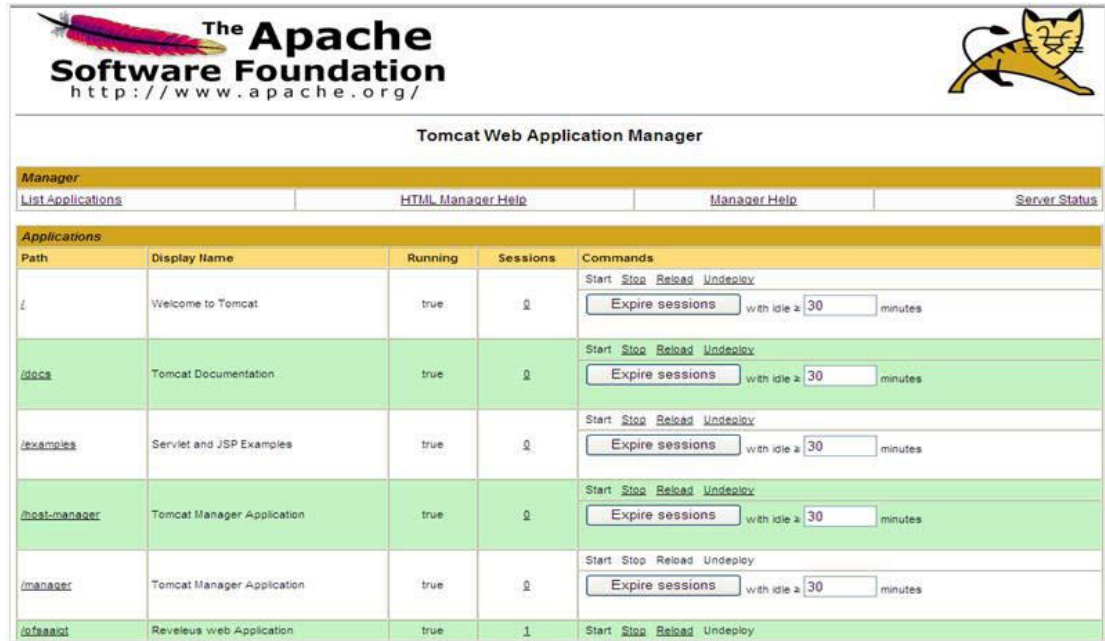 The Apache
Software Foundation
http://www.apache.org/
Tomcat Web Application Manager
Manager
List Applications HTML Manager Help Manager Help Server Status
Applications
Path Display Name Running Sessions Commands
Start Stop Reload Undeploy
/ Welcome to Tomcat true 0 Expire sessions with idle ≥ 30 minutes
Start Stop Reload Undeploy
/docs Tomcat Documentation true 0 Expire sessions with idle ≥ 30 minutes
Start Stop Reload Undeploy
/examples Servlet and JSP Examples true 0 Expire sessions with idle ≥ 30 minutes
Start Stop Reload Undeploy
/host-manager Tomcat Manager Application true 0 Expire sessions with idle ≥ 30 minutes
Start Stop Reload Undeploy
/manager Tomcat Manager Application true 0 Expire sessions with idle ≥ 30 minutes
/ofsaaiot Reveleus web Application true 1 Start Stop Reload Undeploy